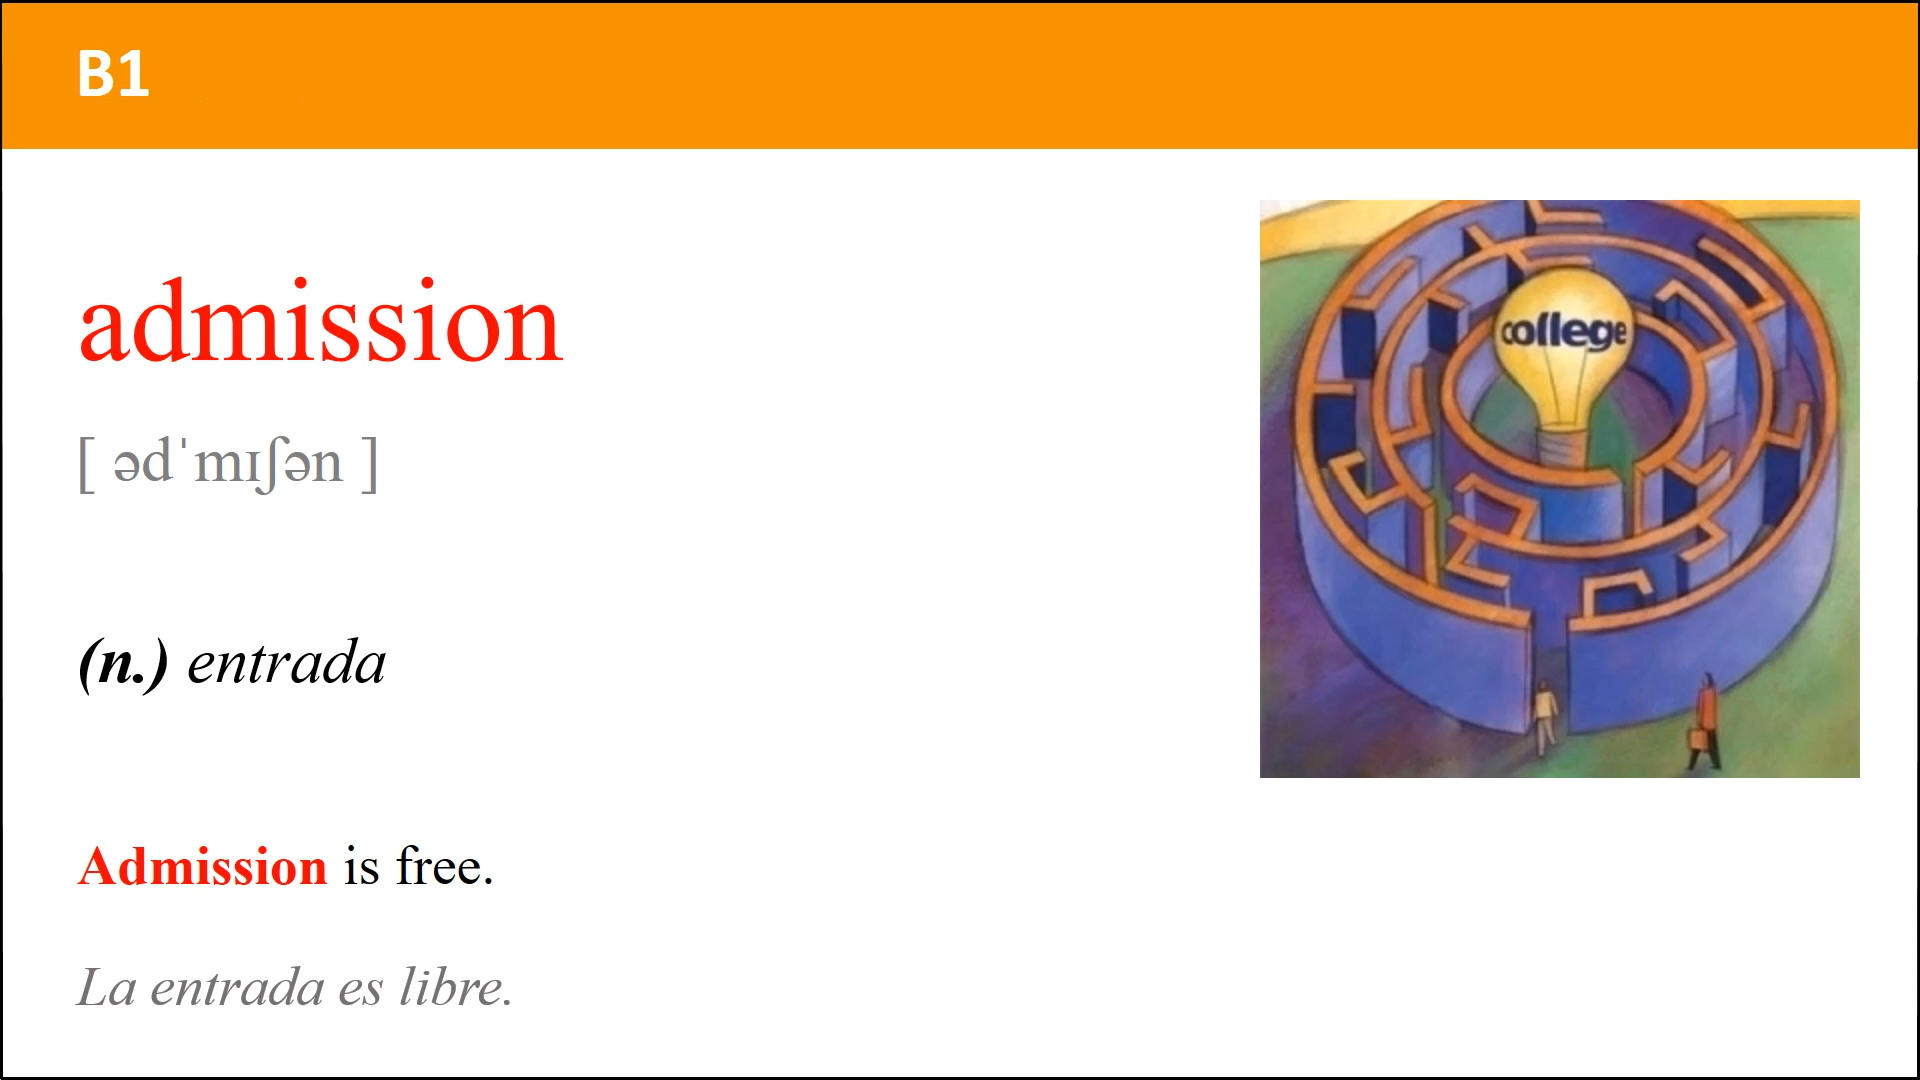 B1
admission
[ ədˈmɪʃən ]
college
(n.) entrada
Admission is free.
La entrada es libre.